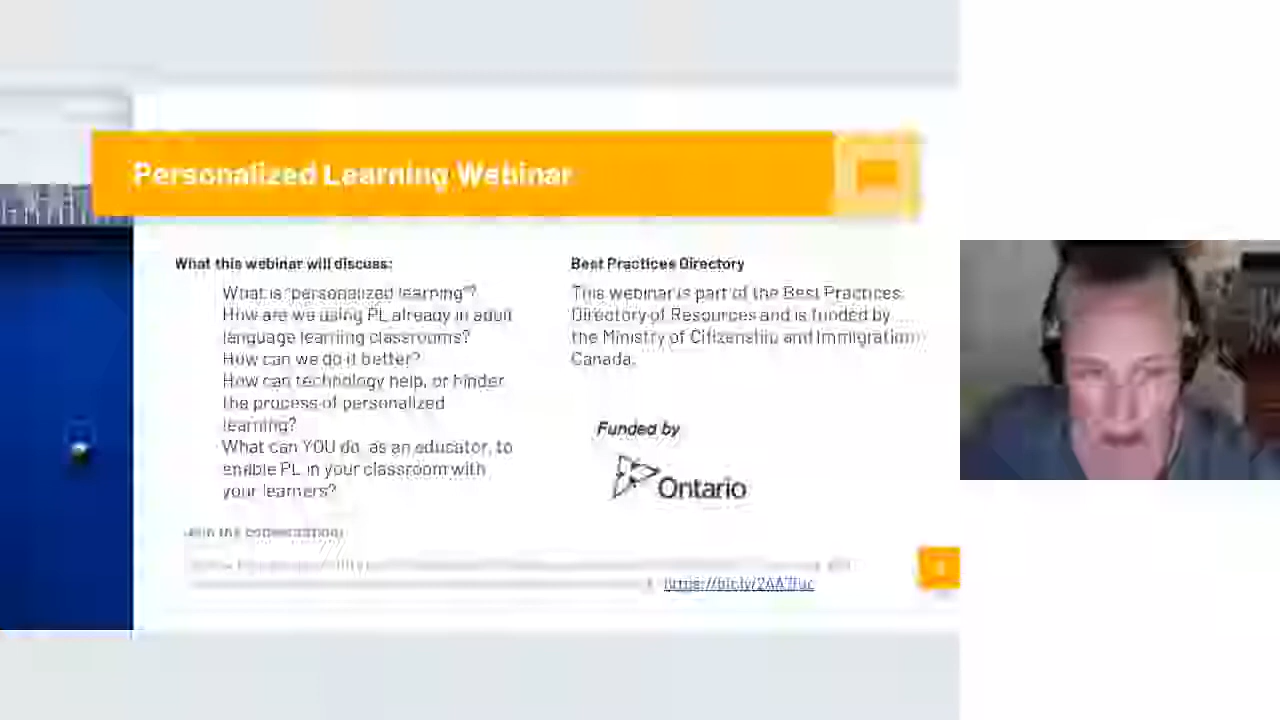 Personalized Learning Webinar
What this webinar will discuss:
What is "personalized learning"?
How are we using PL already in adult
language learning classrooms?
How can we do it better?
How can technology help, or hinder
the process of personalized
learning?
What can YOU do, as an educator, to
enable PL in your classroom with
your learners?
Best Practices Directory
This webinar is part of the Best Practices
Directory of Resources and is funded by
the Ministry of Citizenship and Immigration
Canada.
Funded by
Ontario
Join the conversation!